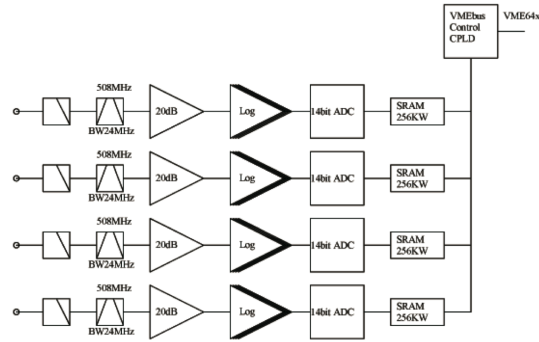 VMEbus VME64x
Control
CPLD
508MHz
20dB Log 14bit ADC SRAM
256KW
BW24MHz
508MHz
20dB Log 14bit ADC SRAM
256KW
BW24MHz
508MHz
20dB Log 14bit ADC SRAM
256KW
BW24MHz
508MHz
20dB Log 14bit ADC SRAM
256KW
BW24MHz